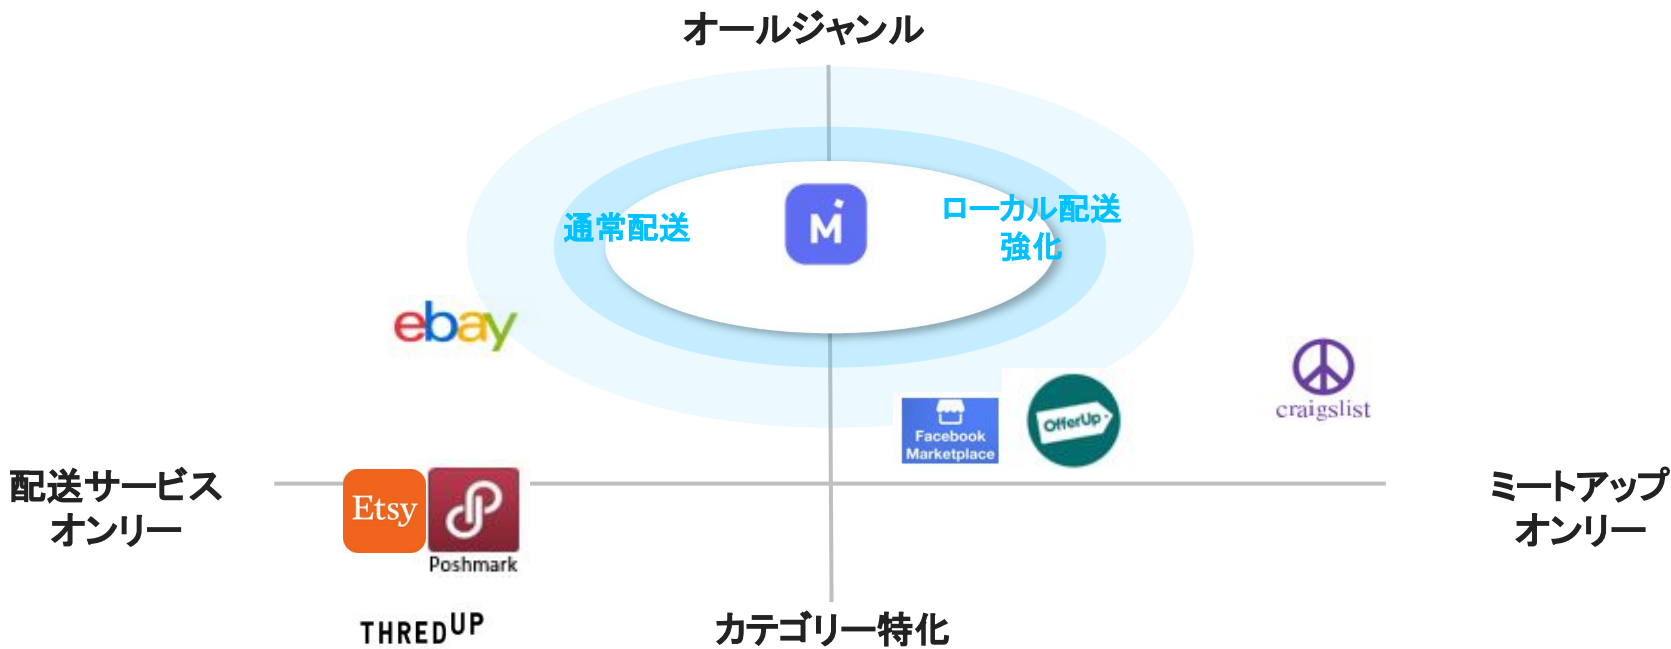 オールジャンル
M
通常配送
ローカル配送
強化
ebay
craigslist
Facebook
Marketplace
OfferUp
配送サービス
オンリー
Etsy
Poshmark
ミートアップ
オンリー
THREDUP
カテゴリー特化